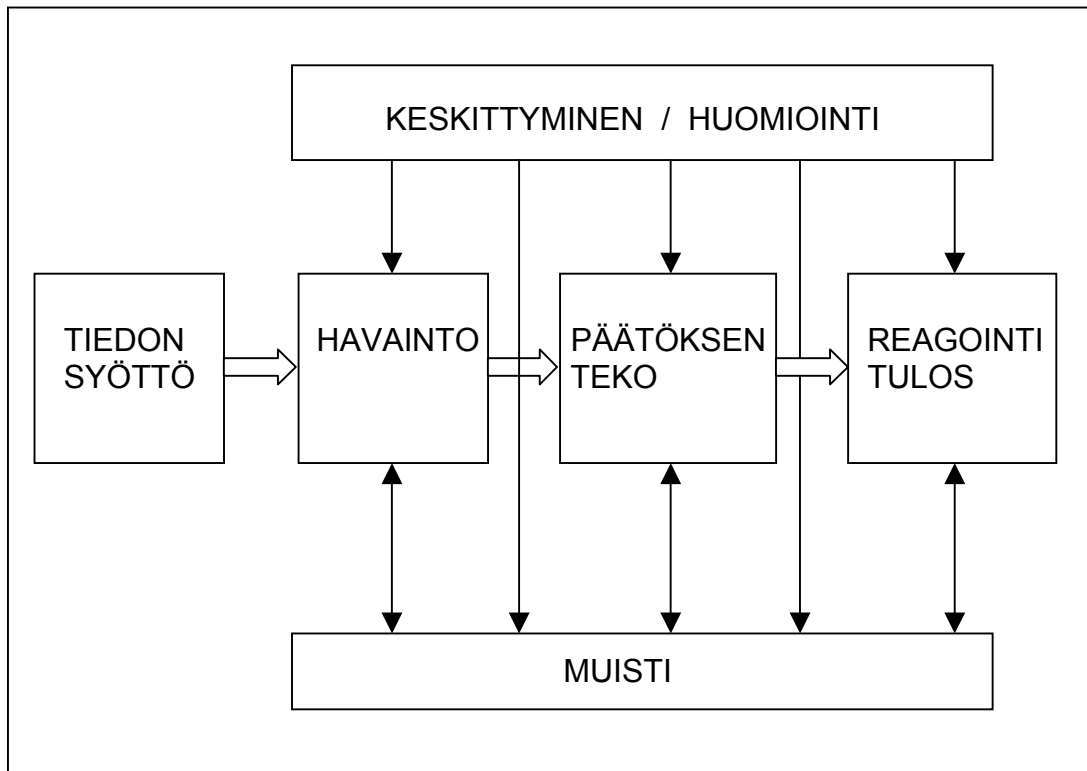 KESKITTYMINEN / HUOMIOINTI
TIEDON
SYÖTTÖ
HAVAINTO
PÄÄTÖKSEN
TEKO
REAGOINTI
TULOS
MUISTI